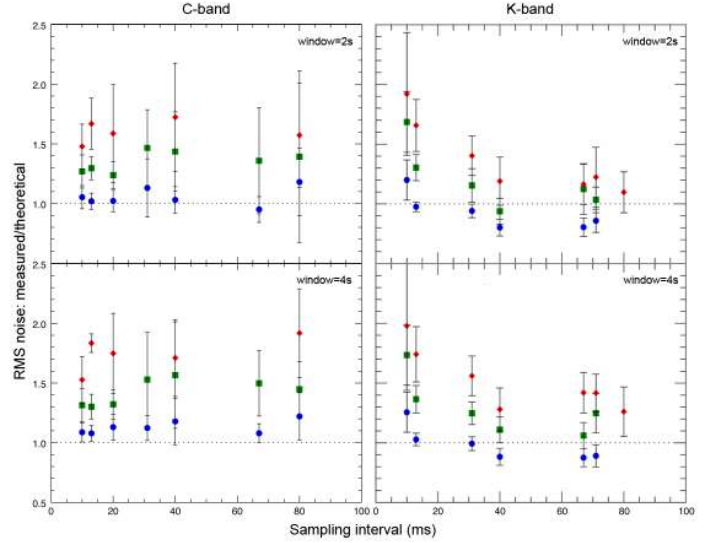 C-band K-band
2.5 window=2s window=2s
2.0
1.5
1.0
2.5 window=4s window=4s
2.0
1.5
1.0
0.5
0 20 40 60 80 100 0 20 40 60 80 100
RMS noise: measured/theoretical
Sampling interval (ms)